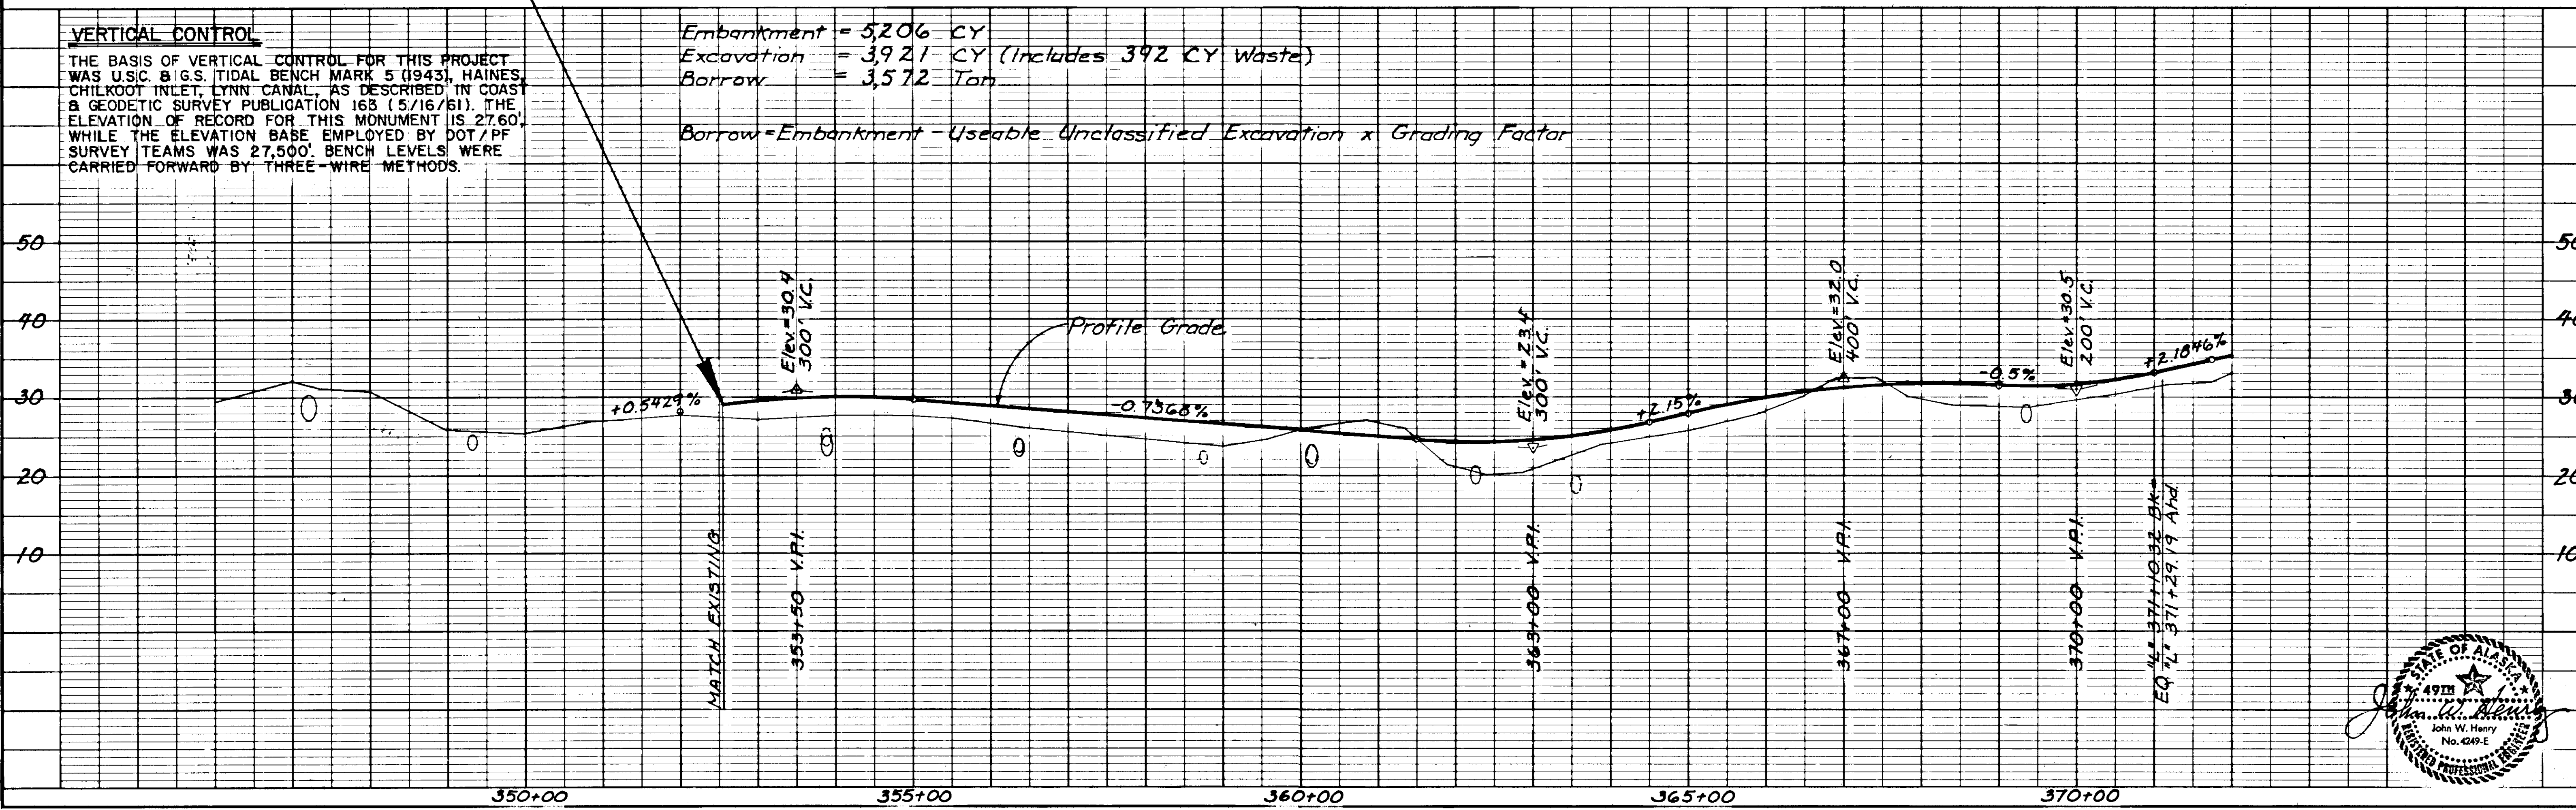 VERTICAL CONTROL
THE BASIS OF VERTICAL CONTROL FOR THIS PROJECT
WAS U.S.C. & G.S. TIDAL BENCH MARK 5 (1943), HAINES,
CHILKOOT INLET, LYNN CANAL, AS DESCRIBED IN COAST
& GEODETIC SURVEY PUBLICATION 163 (5/16/61). THE
ELEVATION OF RECORD FOR THIS MONUMENT IS 27.60',
WHILE THE ELEVATION BASE EMPLOYED BY DOT/PF
SURVEY TEAMS WAS 27,500'. BENCH LEVELS WERE
CARRIED FORWARD BY THREE-WIRE METHODS.
Embankment = 5,206 CY
Excavation = 3,921 CY (Includes 392 CY Waste)
Borrow = 3,572 Ton
Borrow = Embankment - Useable Unclassified Excavation x Grading Factor
50
40
30
20
10
50
40
30
20
10
+0.5429%
Elev.=30.4
300' V.C.
Profile Grade
-0.7368%
Elev.=23.4
300' V.C.
+2.15%
Elev.=32.0
400' V.C.
-0.5%
Elev.=30.5
200' V.C.
+2.1846%
MATCH EXISTING
353+50 V.P.I.
363+00 V.P.I.
367+00 V.P.I.
370+00 V.P.I.
"L" 371+10.32 Bk.=
EQ. "L" 371+29.19 Ahd.
STATE OF ALASKA
49TH
John W. Henry
John W. Henry
No. 4249-E
REGISTERED PROFESSIONAL ENGINEER
350+00
355+00
360+00
365+00
370+00